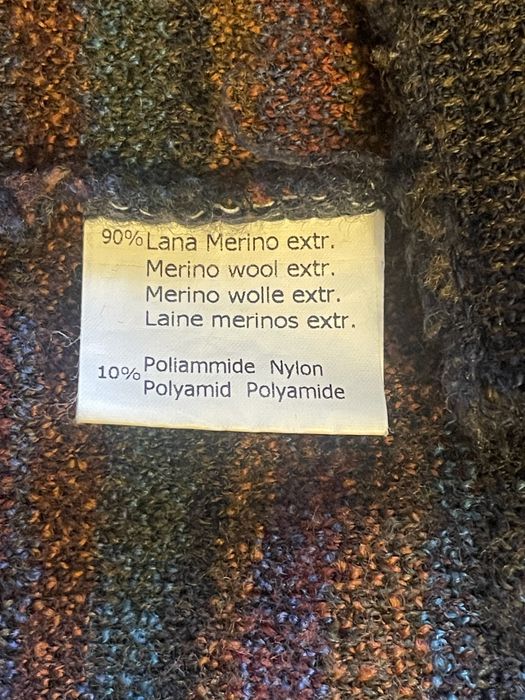 90% Lana Merino extr.
Merino wool extr.
Merino wolle extr.
Laine merinos extr.
10% Poliammide Nylon
Polyamid Polyamide